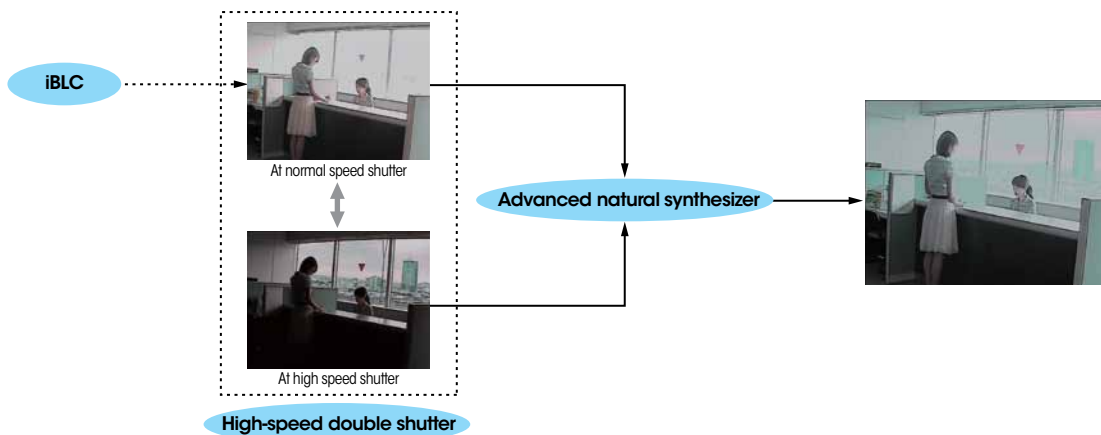 iBLC
At normal speed shutter
At high speed shutter
High-speed double shutter
Advanced natural synthesizer